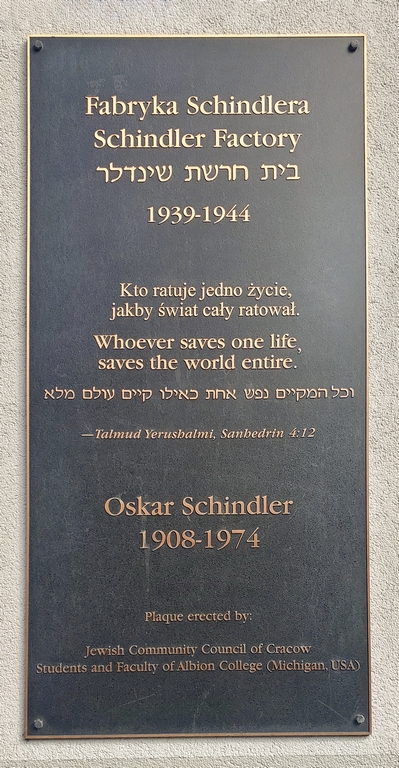 Fabryka Schindlera
Schindler Factory
בית חרשת שינדלר
1939-1944
Kto ratuje jedno życie,
jakby świat cały ratował.
Whoever saves one life,
saves the world entire.
וכל המקיים נפש אחת כאילו קיים עולם מלא
—Talmud Yerushalmi, Sanhedrin 4:12
Oskar Schindler
1908-1974
Plaque erected by:
Jewish Community Council of Cracow
Students and Faculty of Albion College (Michigan, USA)